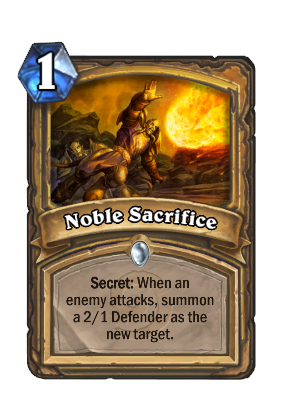 1
Noble Sacrifice
Secret: When an
enemy attacks, summon
a 2/1 Defender as the
new target.